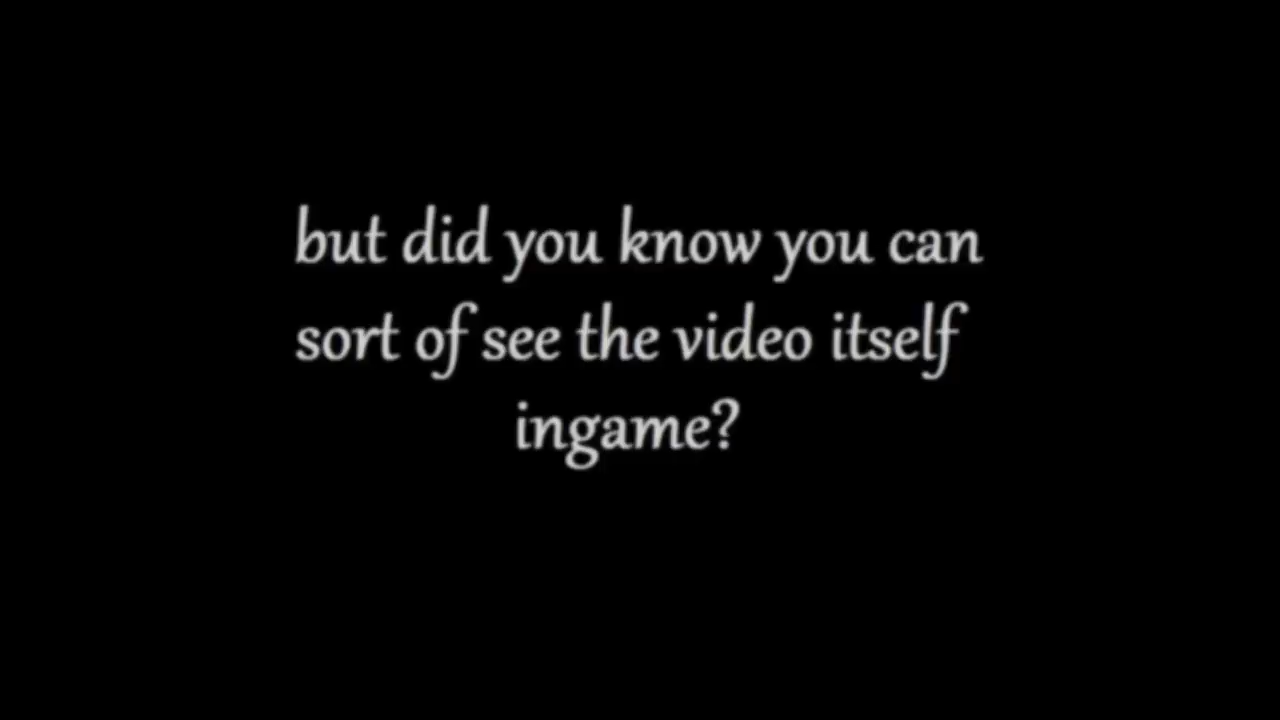 but did you know you can
sort of see the video itself
ingame?